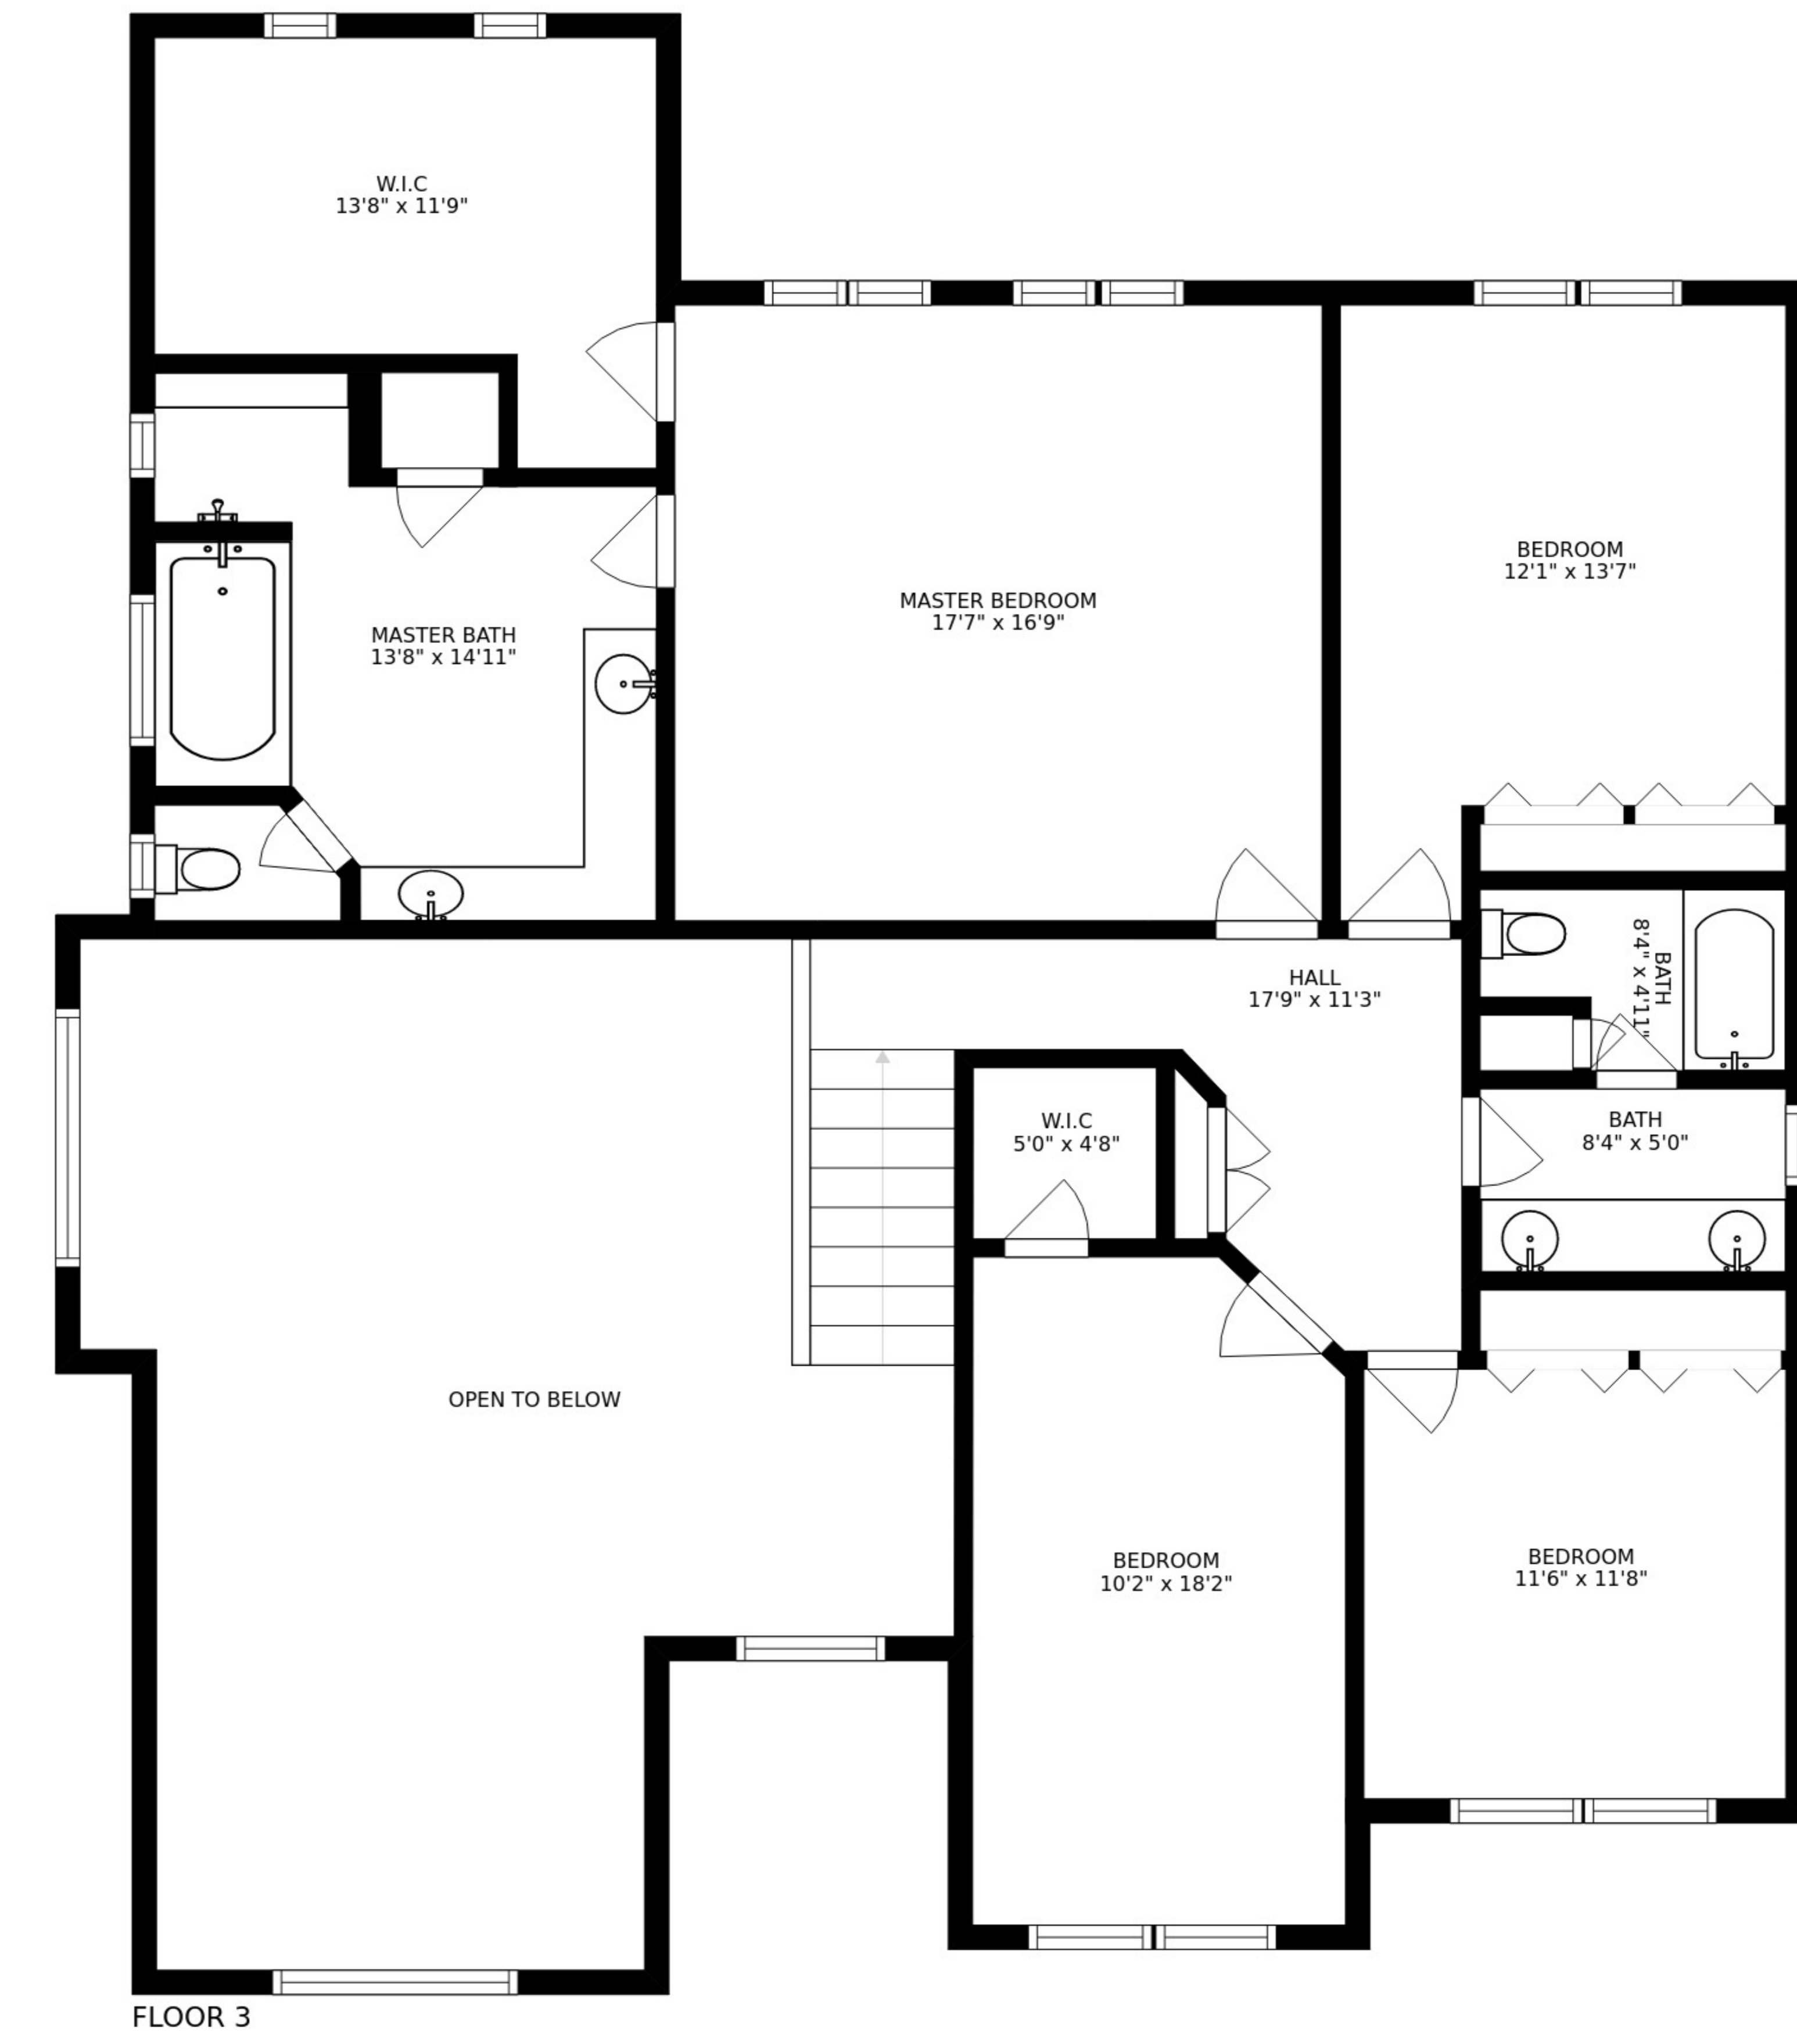 W.I.C
13'8" x 11'9"
BEDROOM
12'1" x 13'7"
MASTER BEDROOM
17'7" x 16'9"
MASTER BATH
13'8" x 14'11"
BATH
8'4" x 4'11"
HALL
17'9" x 11'3"
W.I.C
5'0" x 4'8"
BATH
8'4" x 5'0"
OPEN TO BELOW
BEDROOM
10'2" x 18'2"
BEDROOM
11'6" x 11'8"
FLOOR 3